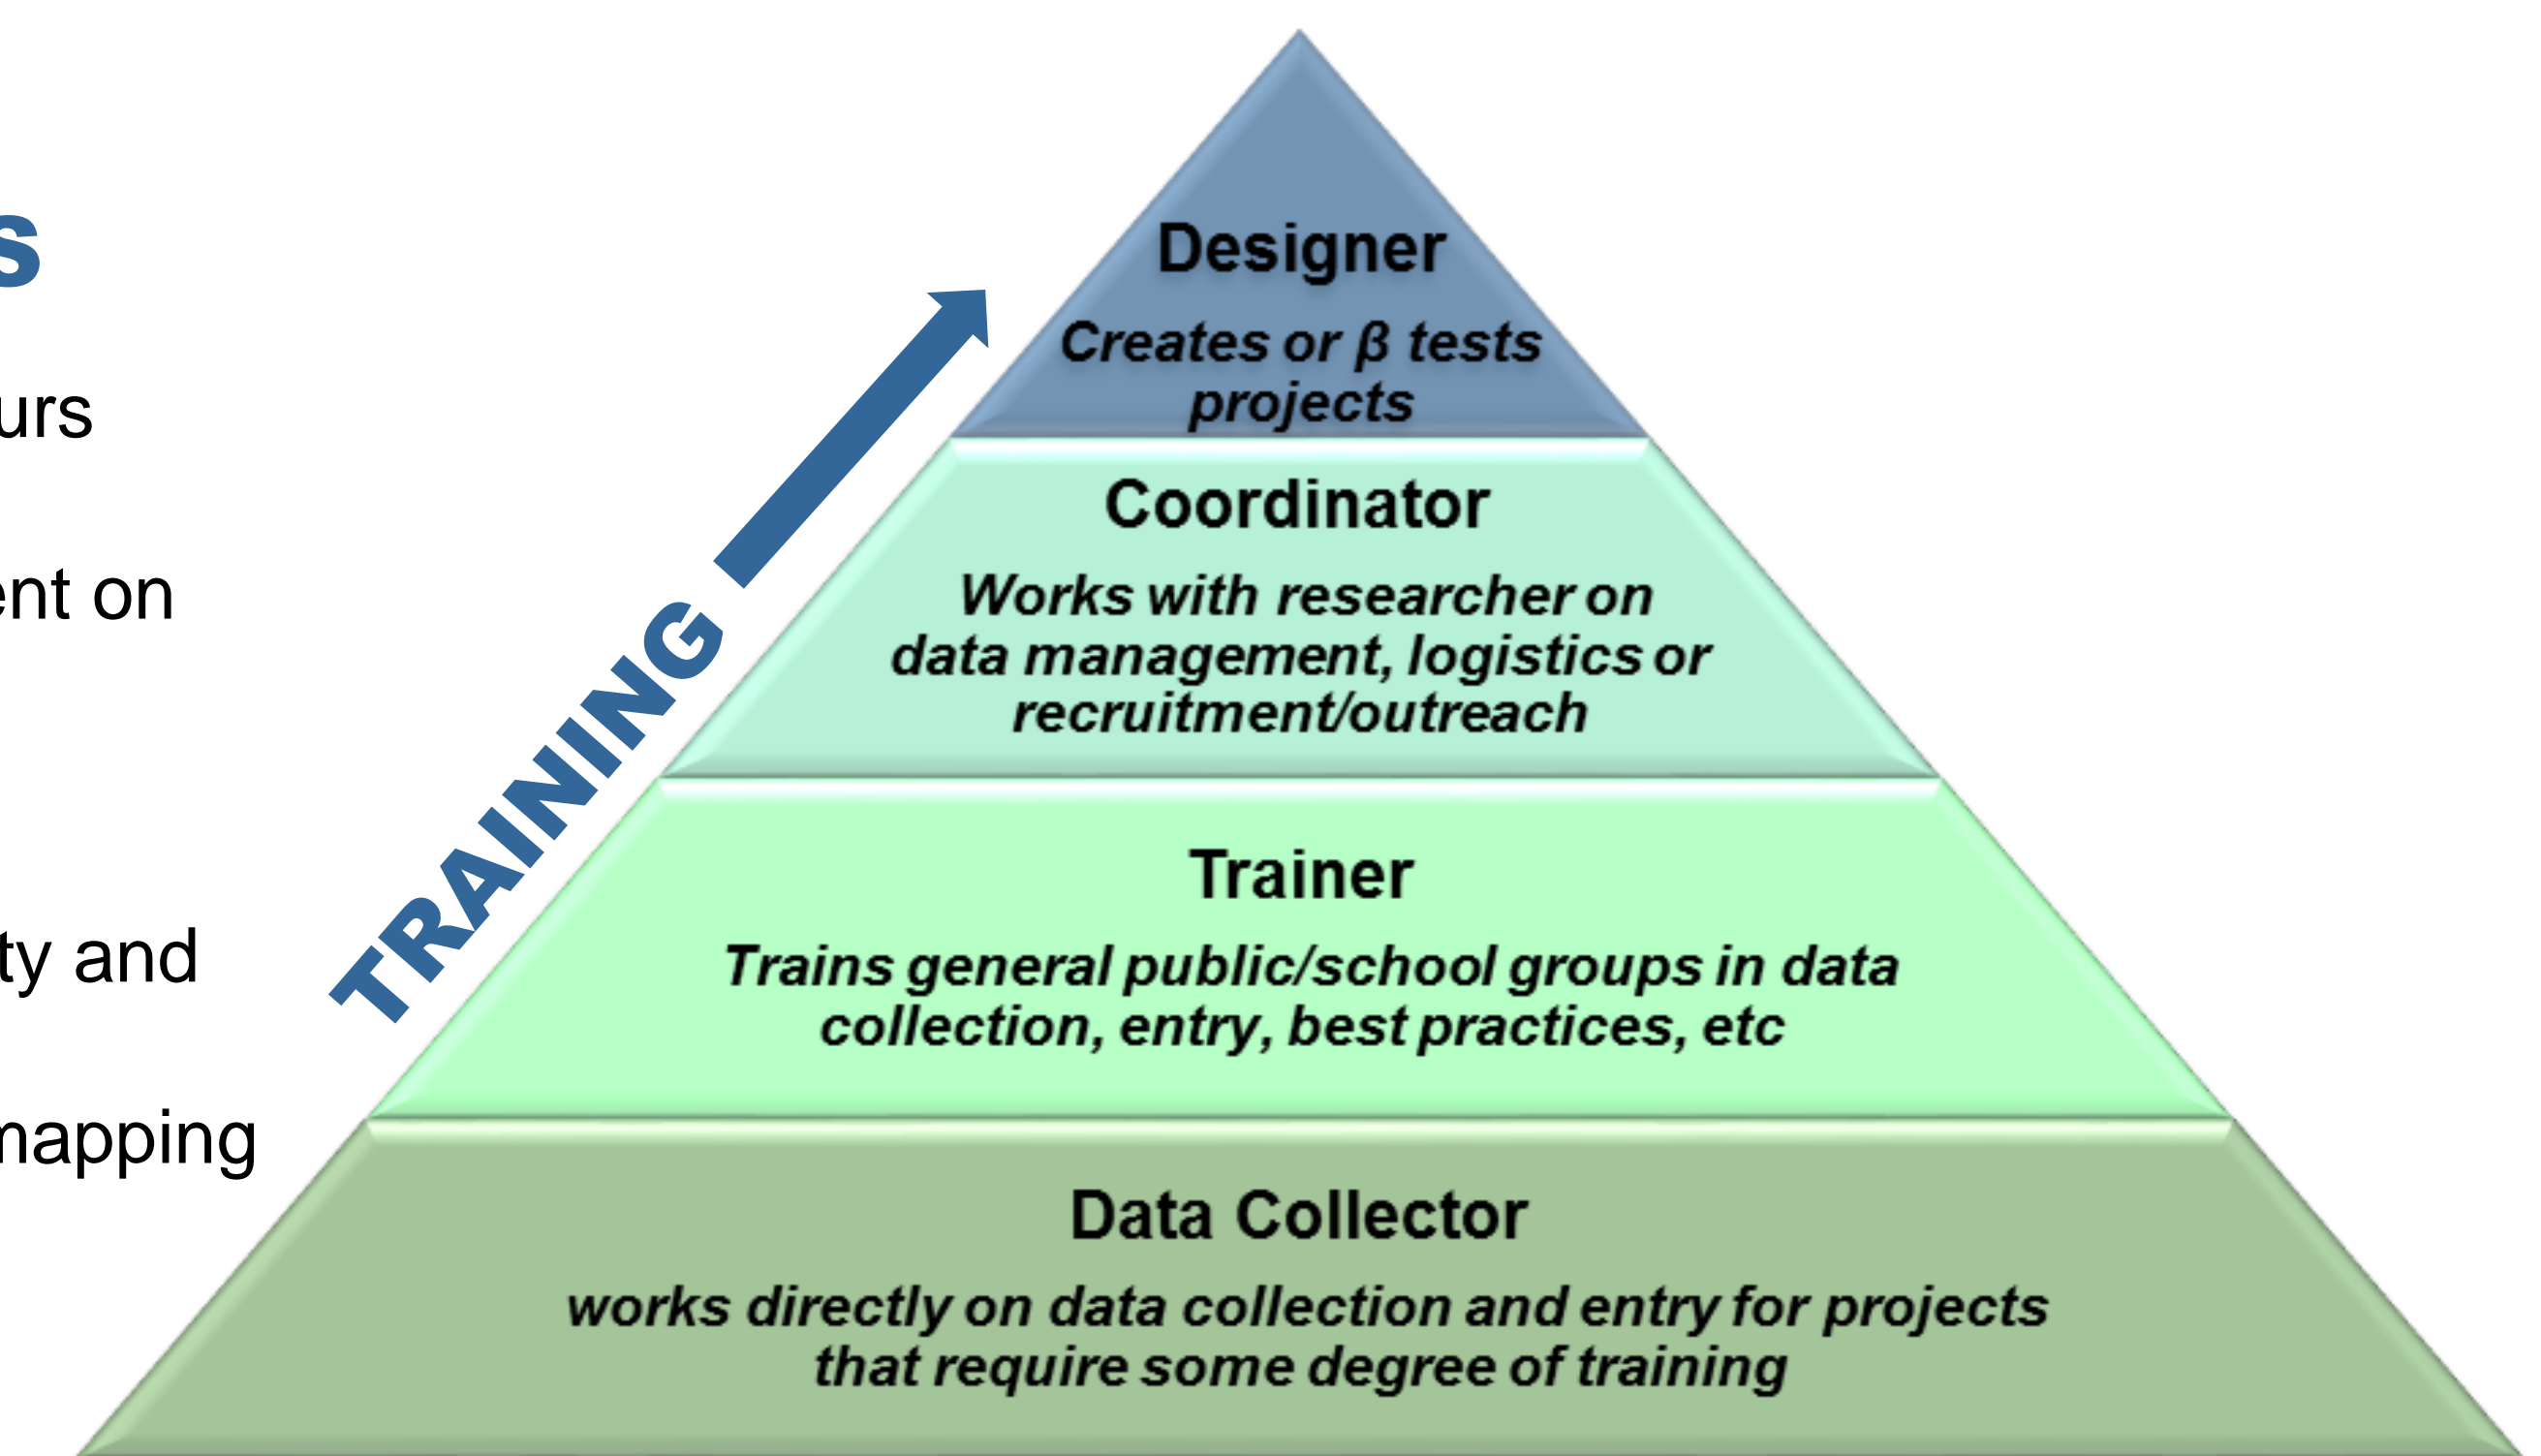 s
urs
ent on
ty and
mapping
TRAINING
Designer
Creates or β tests
projects
Coordinator
Works with researcher on
data management, logistics or
recruitment/outreach
Trainer
Trains general public/school groups in data
collection, entry, best practices, etc
Data Collector
works directly on data collection and entry for projects
that require some degree of training